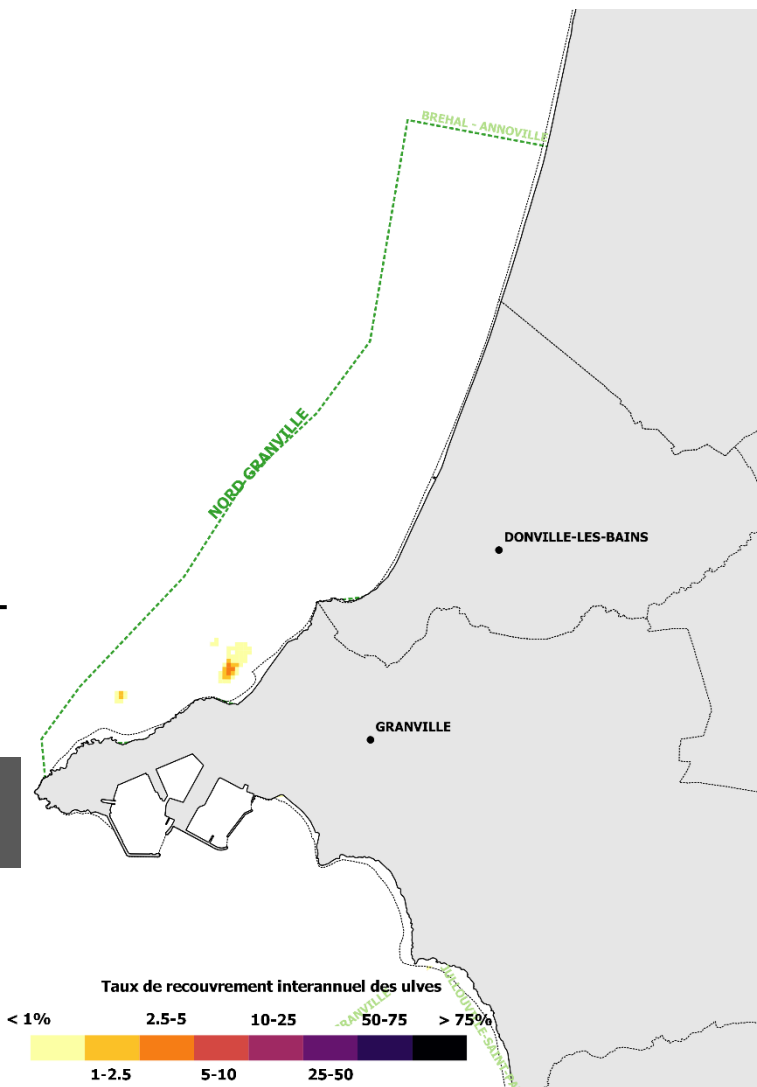 BREHAL - ANNOVILLE
NORD-GRANVILLE
DONVILLE-LES-BAINS
GRANVILLE
Taux de recouvrement interannuel des ulves
< 1% 2.5-5 10-25 50-75 > 75%
1-2.5 5-10 25-50